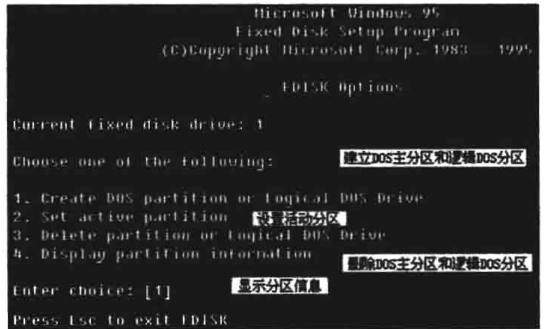 Microsoft Windows 95
Fixed Disk Setup Program
(C)Copyright Microsoft Corp. 1983 - 1995
FDISK Options
Current fixed disk drive: 1
Choose one of the following:
建立DOS主分区和逻辑DOS分区
1. Create DOS partition or Logical DOS Drive
2. Set active partition
设置活动分区
3. Delete partition or Logical DOS Drive
4. Display partition information
删除DOS主分区和逻辑DOS分区
显示分区信息
Enter choice: [1]
Press Esc to exit FDISK